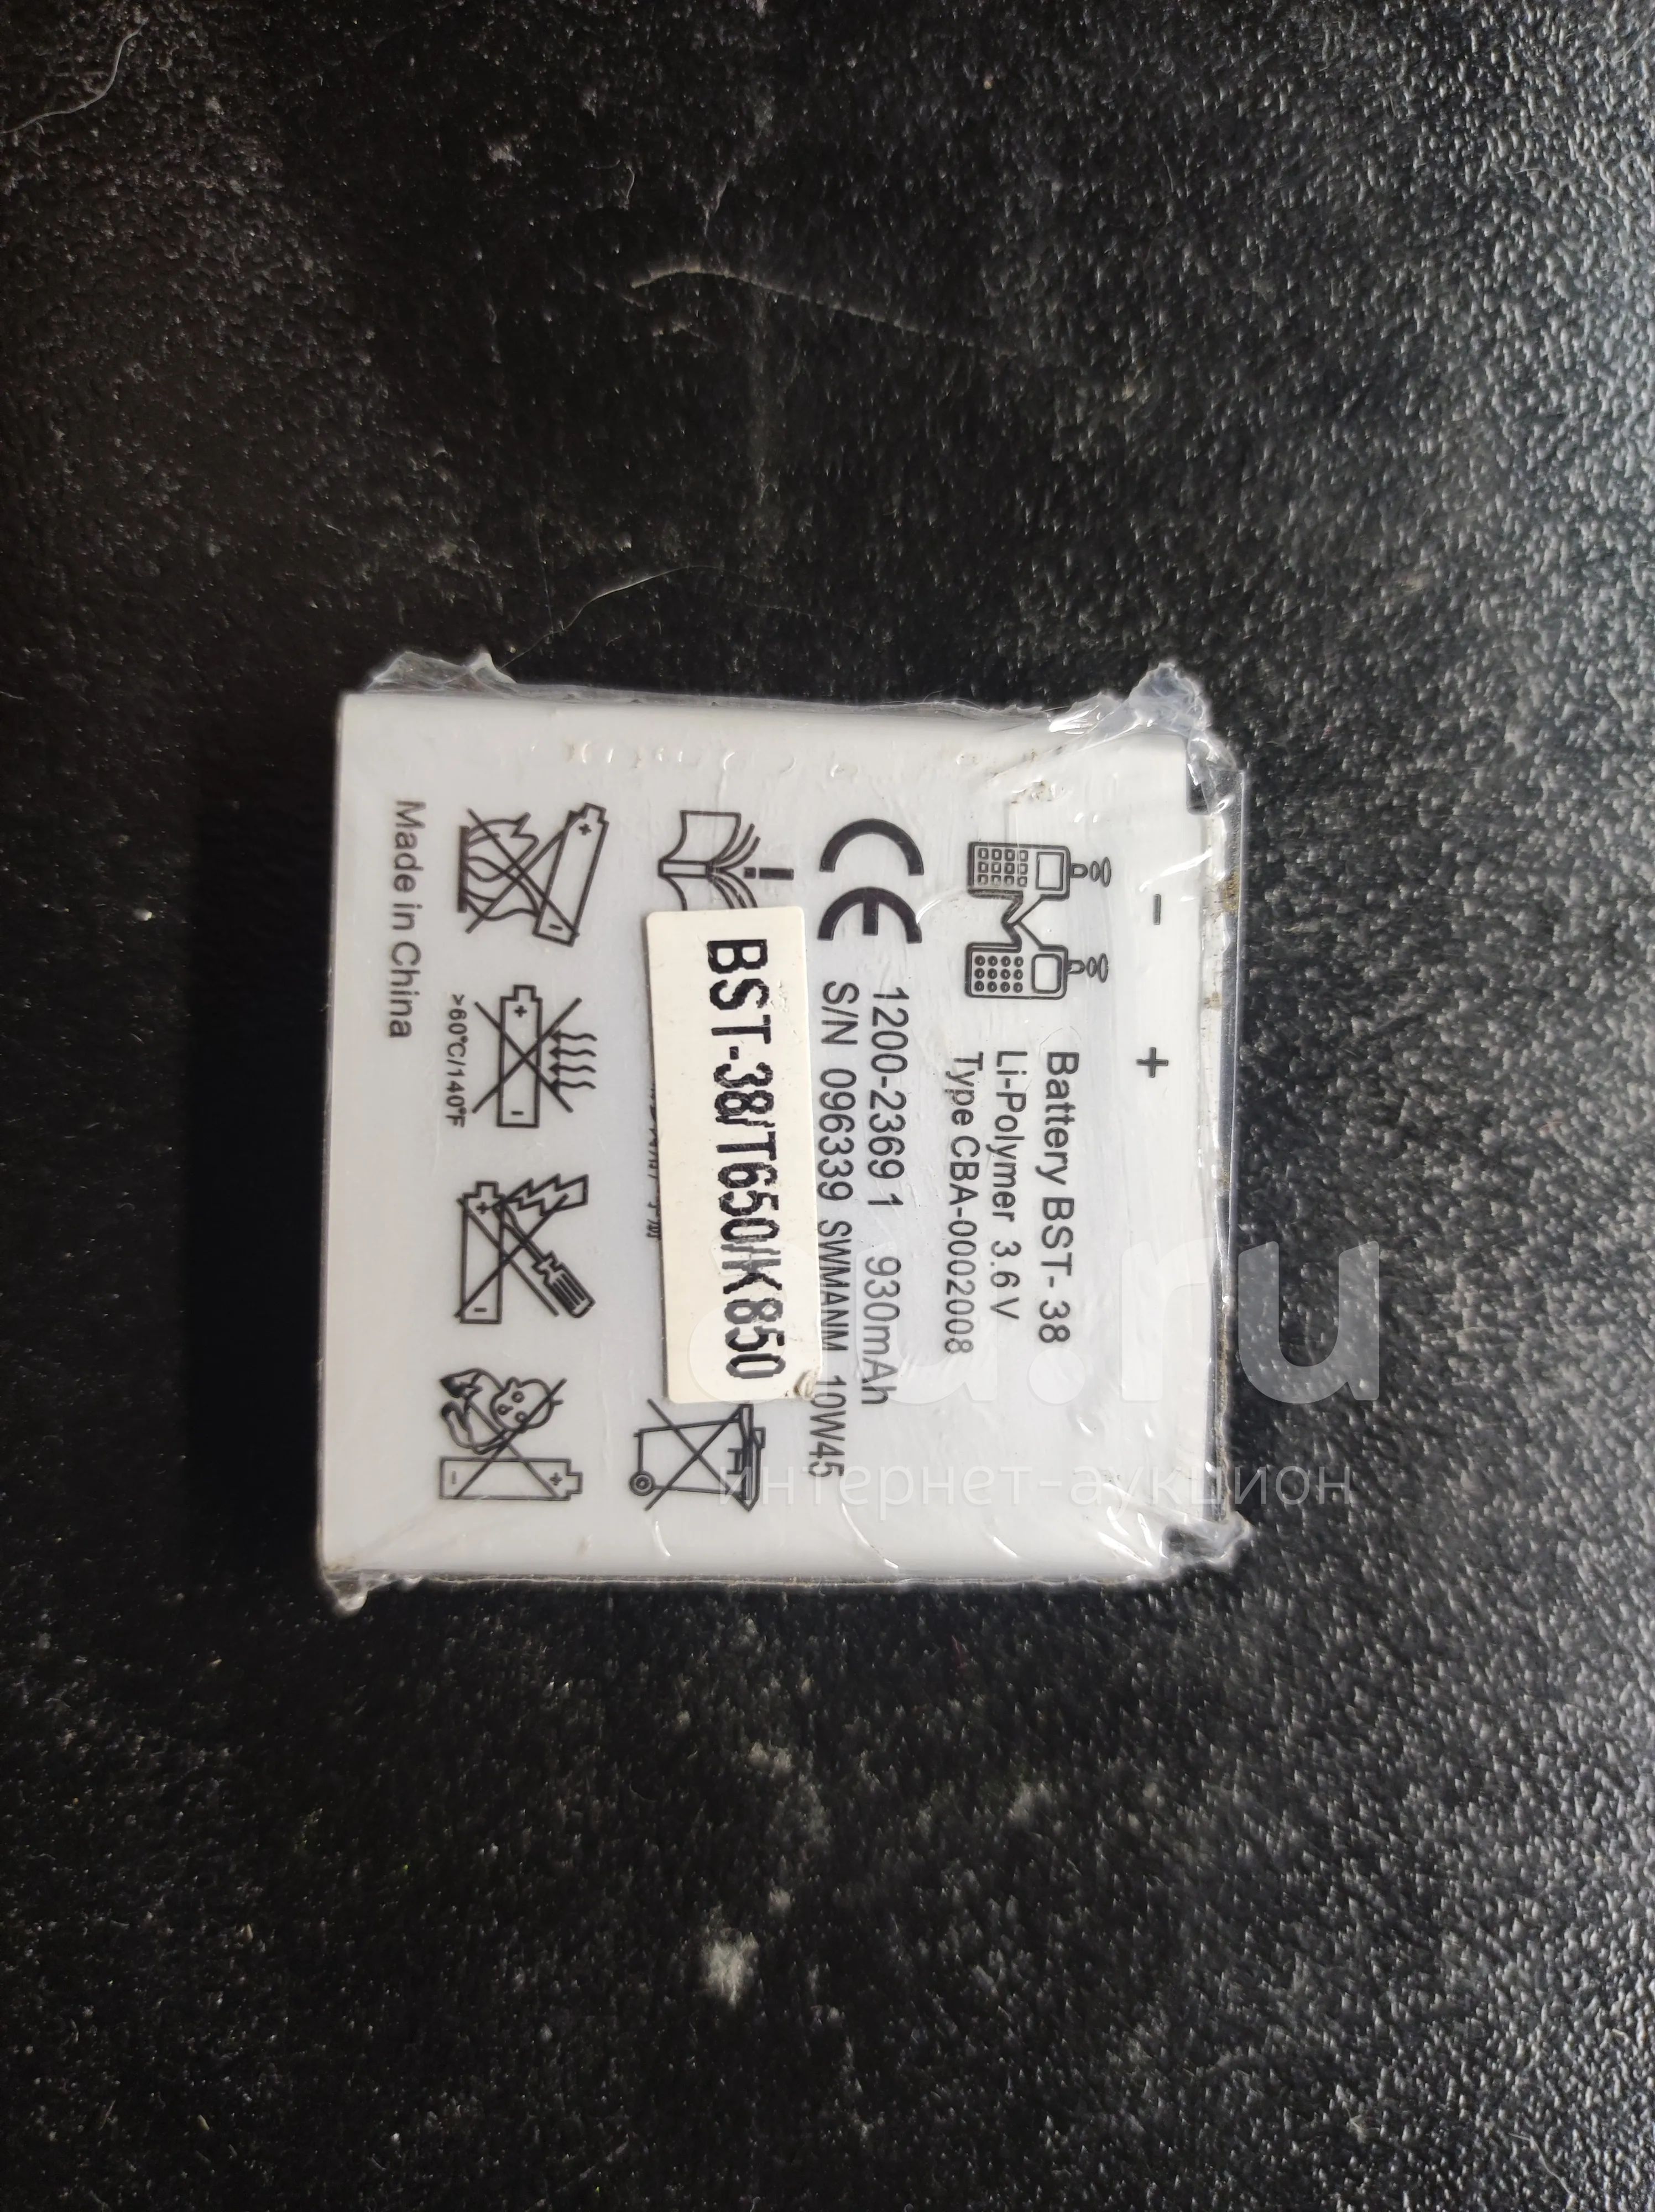 - +
Battery BST-38
Li-Polymer 3.6 V
Type CBA-0002008
CE
1200-2369 1 930mAh
S/N 096339 SWMANM 10W45
BST-38/T650/K850
>60°C/140°F
Made in China
au.ru
интернет-аукцион